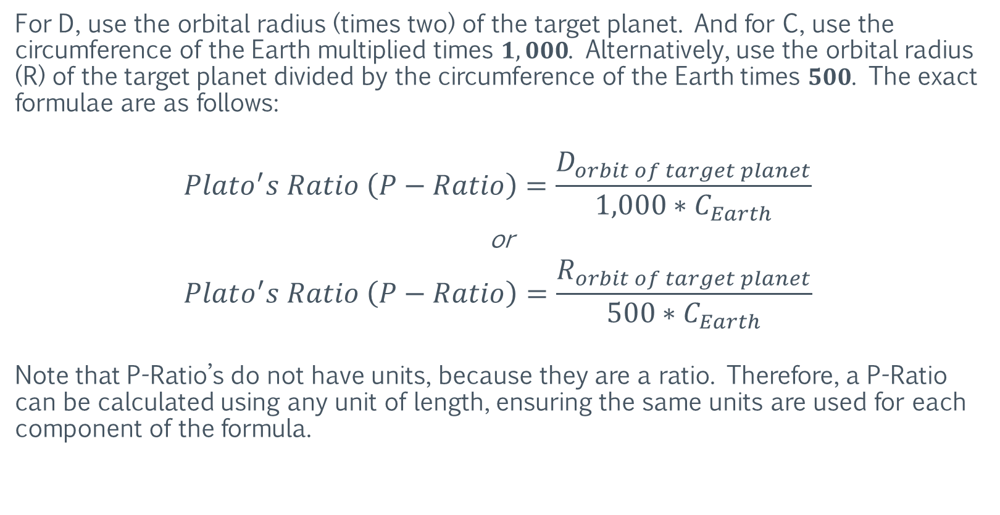 For D, use the orbital radius (times two) of the target planet.  And for C, use the
circumference of the Earth multiplied times 1,000.  Alternatively, use the orbital radius
(R) of the target planet divided by the circumference of the Earth times 500.  The exact
formulae are as follows:
Plato's Ratio (P − Ratio) = D_{orbit of target planet} / 1,000 * C_{Earth}
or
Plato's Ratio (P − Ratio) = R_{orbit of target planet} / 500 * C_{Earth}
Note that P-Ratio’s do not have units, because they are a ratio.  Therefore, a P-Ratio
can be calculated using any unit of length, ensuring the same units are used for each
component of the formula.